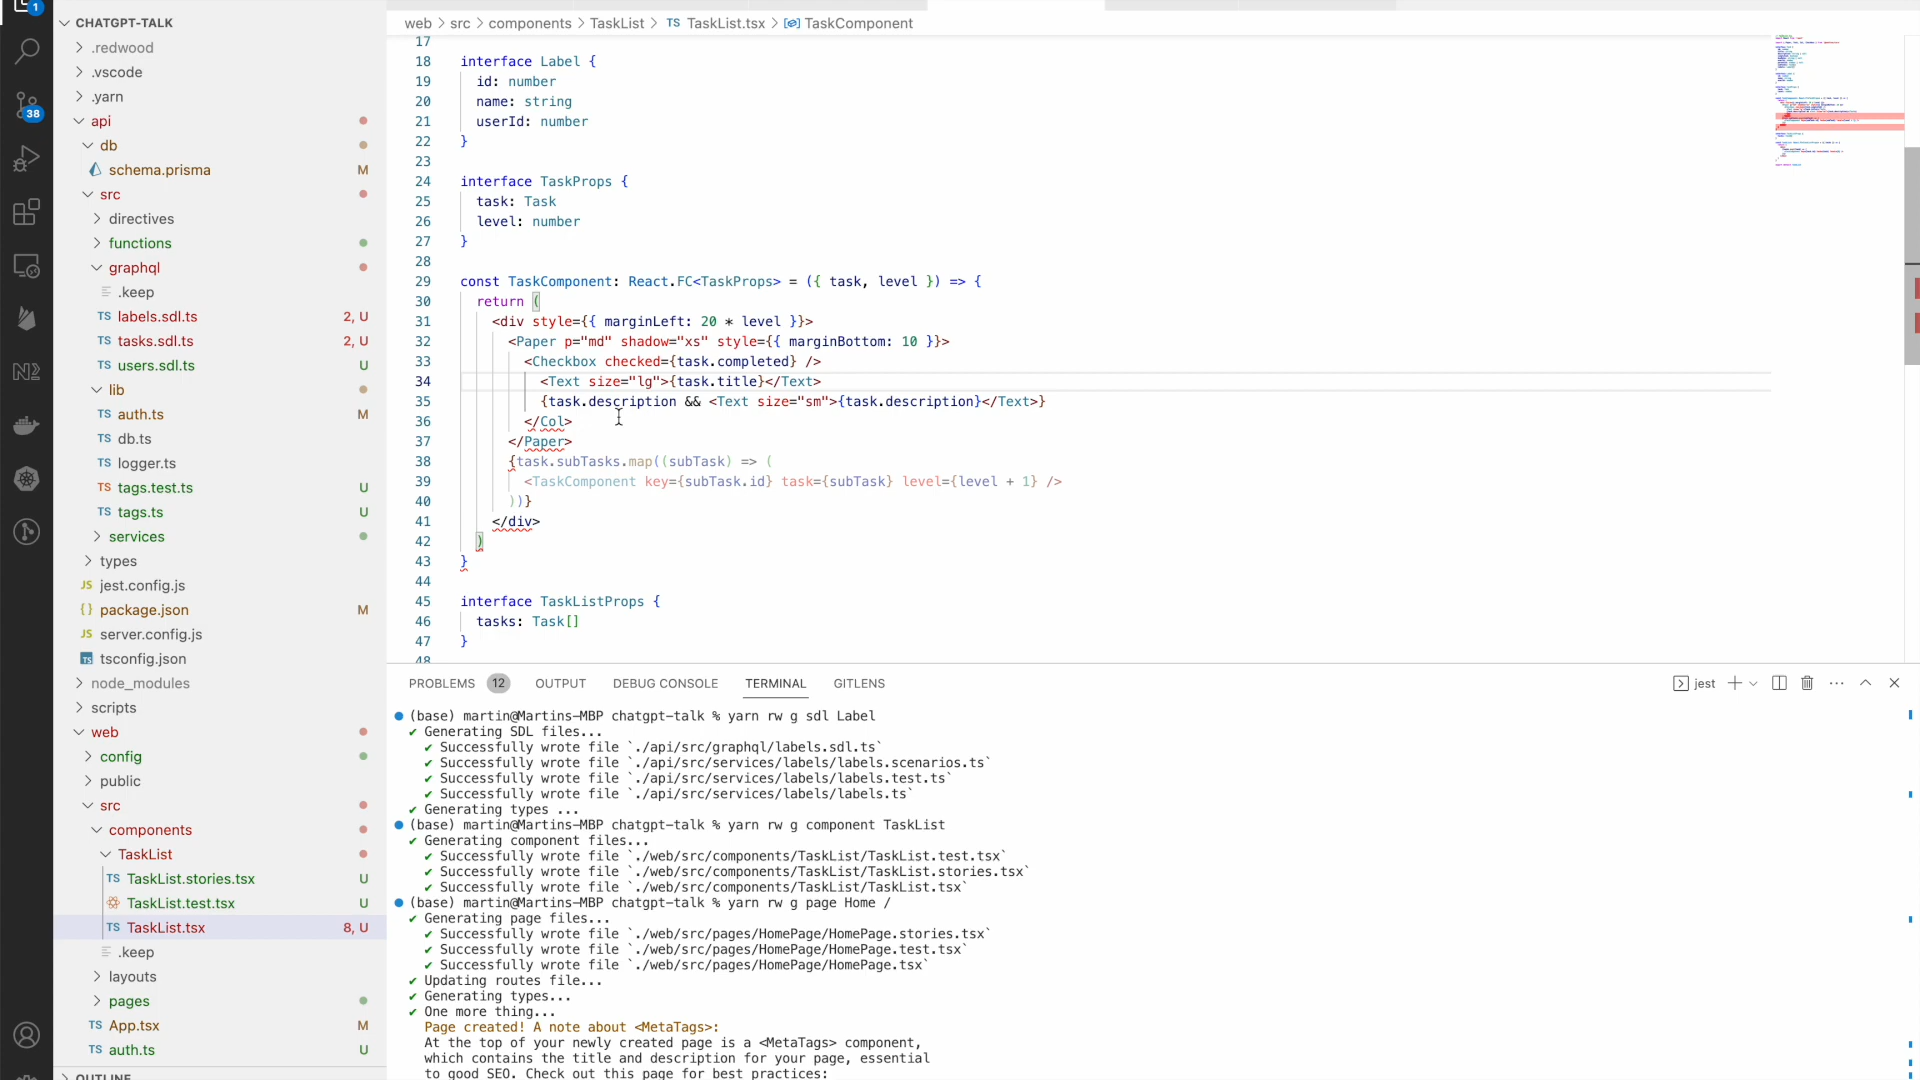 1
CHATGPT-TALK
.redwood
.vscode
.yarn
38
api
db
schema.prisma M
src
directives
functions
graphql
.keep
TS labels.sdl.ts 2, U
TS tasks.sdl.ts 2, U
TS users.sdl.ts U
lib
TS auth.ts M
TS db.ts
TS logger.ts
TS tags.test.ts U
TS tags.ts U
services
types
JS jest.config.js
{} package.json M
JS server.config.js
TS tsconfig.json
node_modules
scripts
web
config
public
src
components
TaskList
TS TaskList.stories.tsx U
TaskList.test.tsx U
TS TaskList.tsx 8, U
.keep
layouts
pages
TS App.tsx M
TS auth.ts U
OUTLINE
web > src > components > TaskList > TS TaskList.tsx > TaskComponent
17
18 interface Label {
19 id: number
20 name: string
21 userId: number
22 }
23
24 interface TaskProps {
25 task: Task
26 level: number
27 }
28
29 const TaskComponent: React.FC<TaskProps> = ({ task, level }) => {
30 return (
31 <div style={{ marginLeft: 20 * level }}>
32 <Paper p="md" shadow="xs" style={{ marginBottom: 10 }}>
33 <Checkbox checked={task.completed} />
34 <Text size="lg">{task.title}</Text>
35 {task.description && <Text size="sm">{task.description}</Text>}
36 </Col>
37 </Paper>
38 {task.subTasks.map((subTask) => (
39 <TaskComponent key={subTask.id} task={subTask} level={level + 1} />
40 ))}
41 </div>
42 )
43 }
44
45 interface TaskListProps {
46 tasks: Task[]
47 }
48
PROBLEMS 12 OUTPUT DEBUG CONSOLE TERMINAL GITLENS
jest
(base) martin@Martins-MBP chatgpt-talk % yarn rw g sdl Label
✔ Generating SDL files...
✔ Successfully wrote file `./api/src/graphql/labels.sdl.ts`
✔ Successfully wrote file `./api/src/services/labels/labels.scenarios.ts`
✔ Successfully wrote file `./api/src/services/labels/labels.test.ts`
✔ Successfully wrote file `./api/src/services/labels/labels.ts`
✔ Generating types ...
(base) martin@Martins-MBP chatgpt-talk % yarn rw g component TaskList
✔ Generating component files...
✔ Successfully wrote file `./web/src/components/TaskList/TaskList.test.tsx`
✔ Successfully wrote file `./web/src/components/TaskList/TaskList.stories.tsx`
✔ Successfully wrote file `./web/src/components/TaskList/TaskList.tsx`
(base) martin@Martins-MBP chatgpt-talk % yarn rw g page Home /
✔ Generating page files...
✔ Successfully wrote file `./web/src/pages/HomePage/HomePage.stories.tsx`
✔ Successfully wrote file `./web/src/pages/HomePage/HomePage.test.tsx`
✔ Successfully wrote file `./web/src/pages/HomePage/HomePage.tsx`
✔ Updating routes file...
✔ Generating types...
✔ One more thing...
Page created! A note about <MetaTags>:
At the top of your newly created page is a <MetaTags> component,
which contains the title and description for your page, essential
to good SEO. Check out this page for best practices: